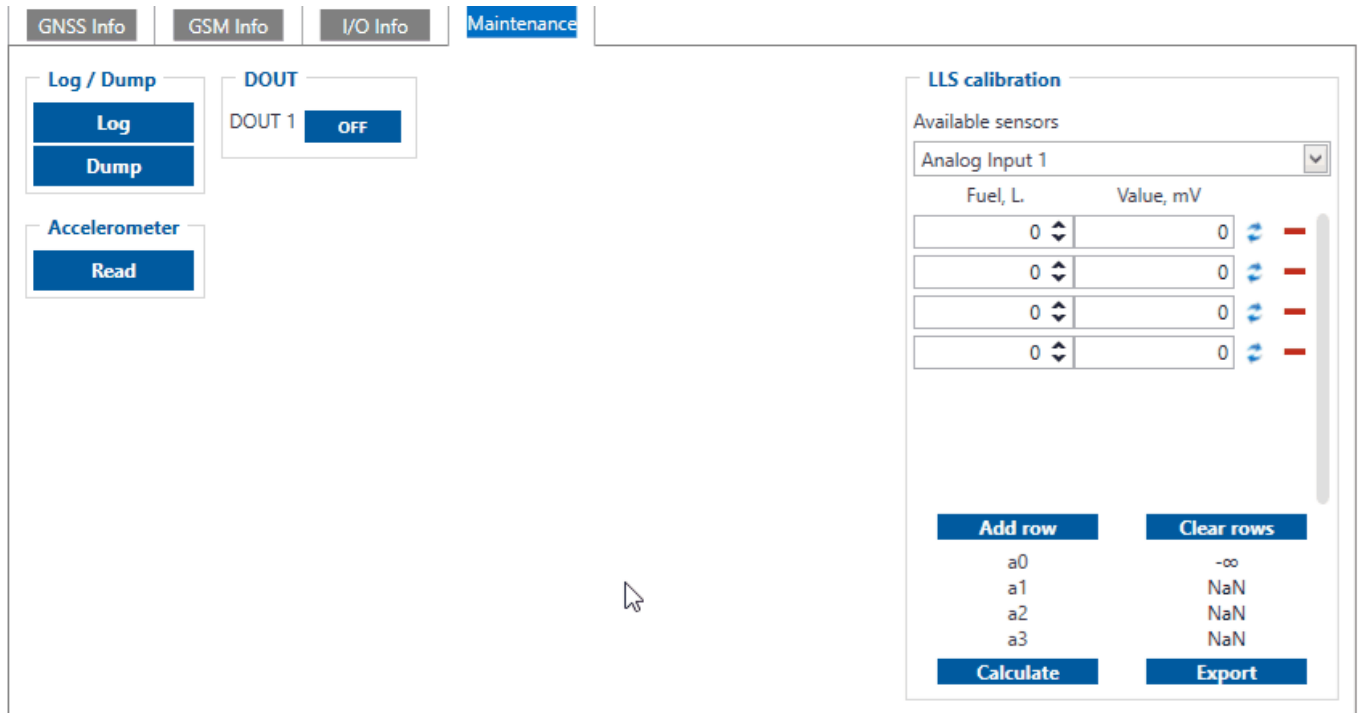 GNSS Info GSM Info I/O Info Maintenance
Log / Dump
Log
Dump
DOUT
DOUT 1 OFF
Accelerometer
Read
LLS calibration
Available sensors
Analog Input 1
Fuel, L. Value, mV
0 0
0 0
0 0
0 0
Add row Clear rows
a0 -∞
a1 NaN
a2 NaN
a3 NaN
Calculate Export